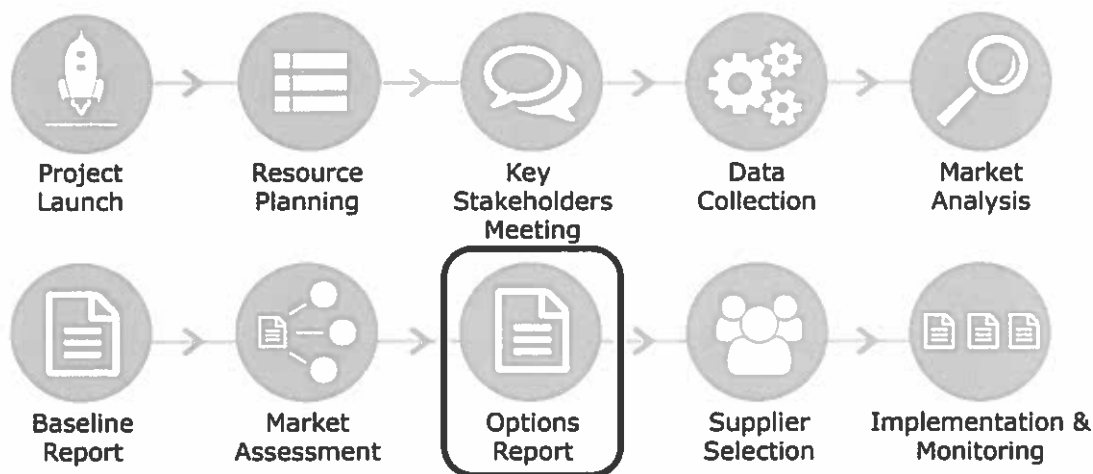 Project
Launch
Resource
Planning
Key
Stakeholders
Meeting
Data
Collection
Market
Analysis
Baseline
Report
Market
Assessment
Options
Report
Supplier
Selection
Implementation &
Monitoring